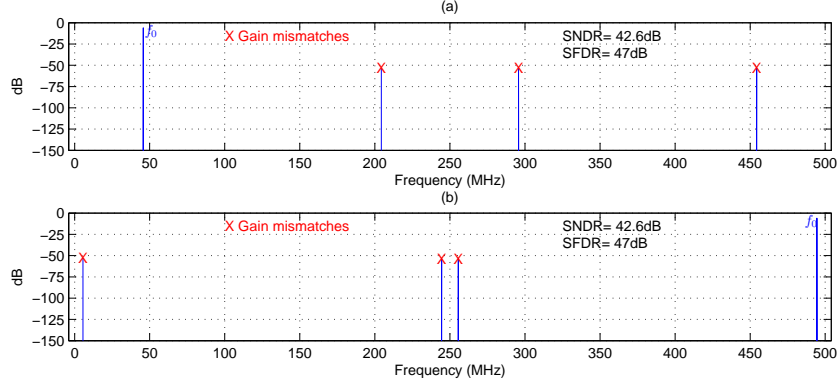 (a)
0
−25
−50
−75
−100
−125
−150
dB
f0
X Gain mismatches
SNDR= 42.6dB
SFDR= 47dB
0 50 100 150 200 250 300 350 400 450 500
Frequency (MHz)
(b)
0
−25
−50
−75
−100
−125
−150
dB
X Gain mismatches
SNDR= 42.6dB
SFDR= 47dB
f0
0 50 100 150 200 250 300 350 400 450 500
Frequency (MHz)